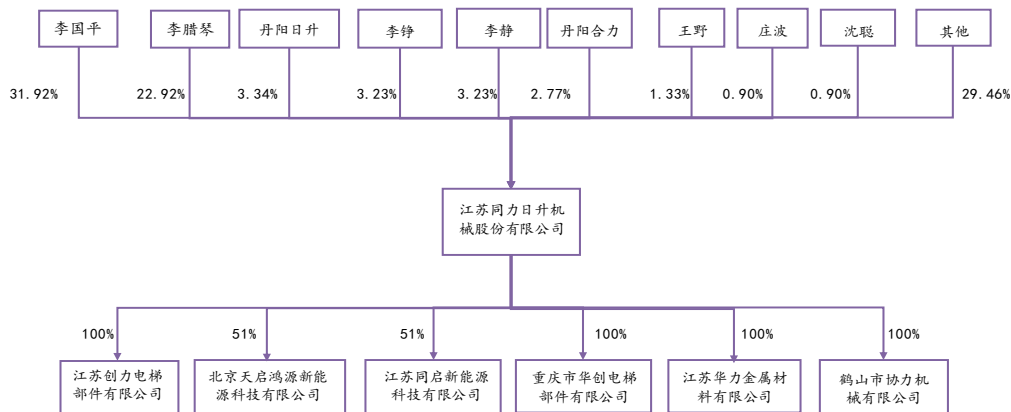 李国平
李腊琴
丹阳日升
李铮
李静
丹阳合力
王野
庄波
沈聪
其他
31.92%
22.92%
3.34%
3.23%
3.23%
2.77%
1.33%
0.90%
0.90%
29.46%
江苏同力日升机
械股份有限公司
100%
51%
51%
100%
100%
100%
江苏创力电梯
部件有限公司
北京天启鸿源新能
源科技有限公司
江苏同启新能源
科技有限公司
重庆市华创电梯
部件有限公司
江苏华力金属材
料有限公司
鹤山市协力机
械有限公司